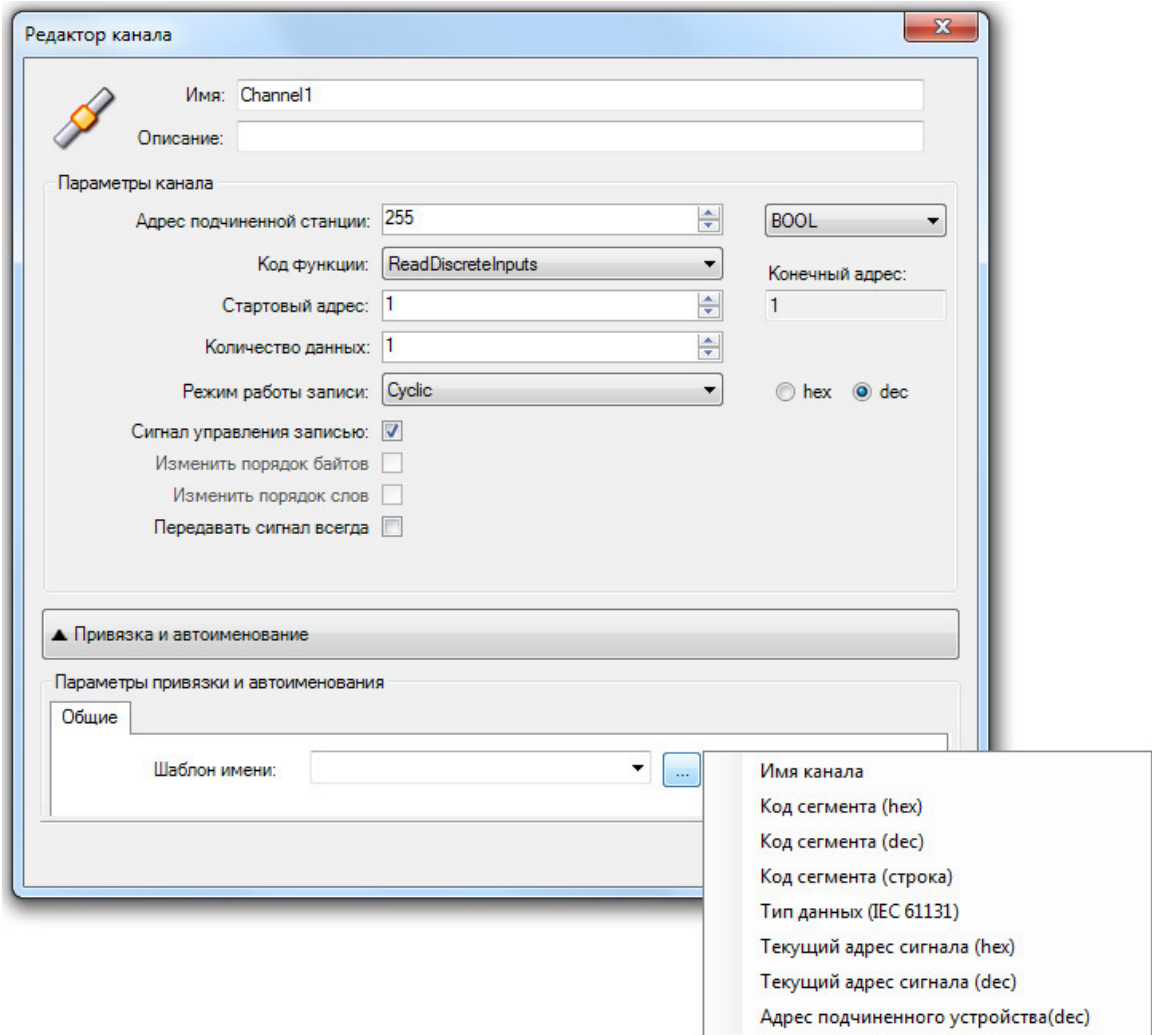 Редактор канала
Имя: Channel1
Описание:
Параметры канала
Адрес подчиненной станции: 255 BOOL
Код функции: ReadDiscreteInputs
Конечный адрес:
Стартовый адрес: 1 1
Количество данных: 1
Режим работы записи: Cyclic hex dec
Сигнал управления записью:
Изменить порядок байтов
Изменить порядок слов
Передавать сигнал всегда
Привязка и автоименование
Параметры привязки и автоименования
Общие
Шаблон имени: ...
Имя канала
Код сегмента (hex)
Код сегмента (dec)
Код сегмента (строка)
Тип данных (IEC 61131)
Текущий адрес сигнала (hex)
Текущий адрес сигнала (dec)
Адрес подчиненного устройства(dec)